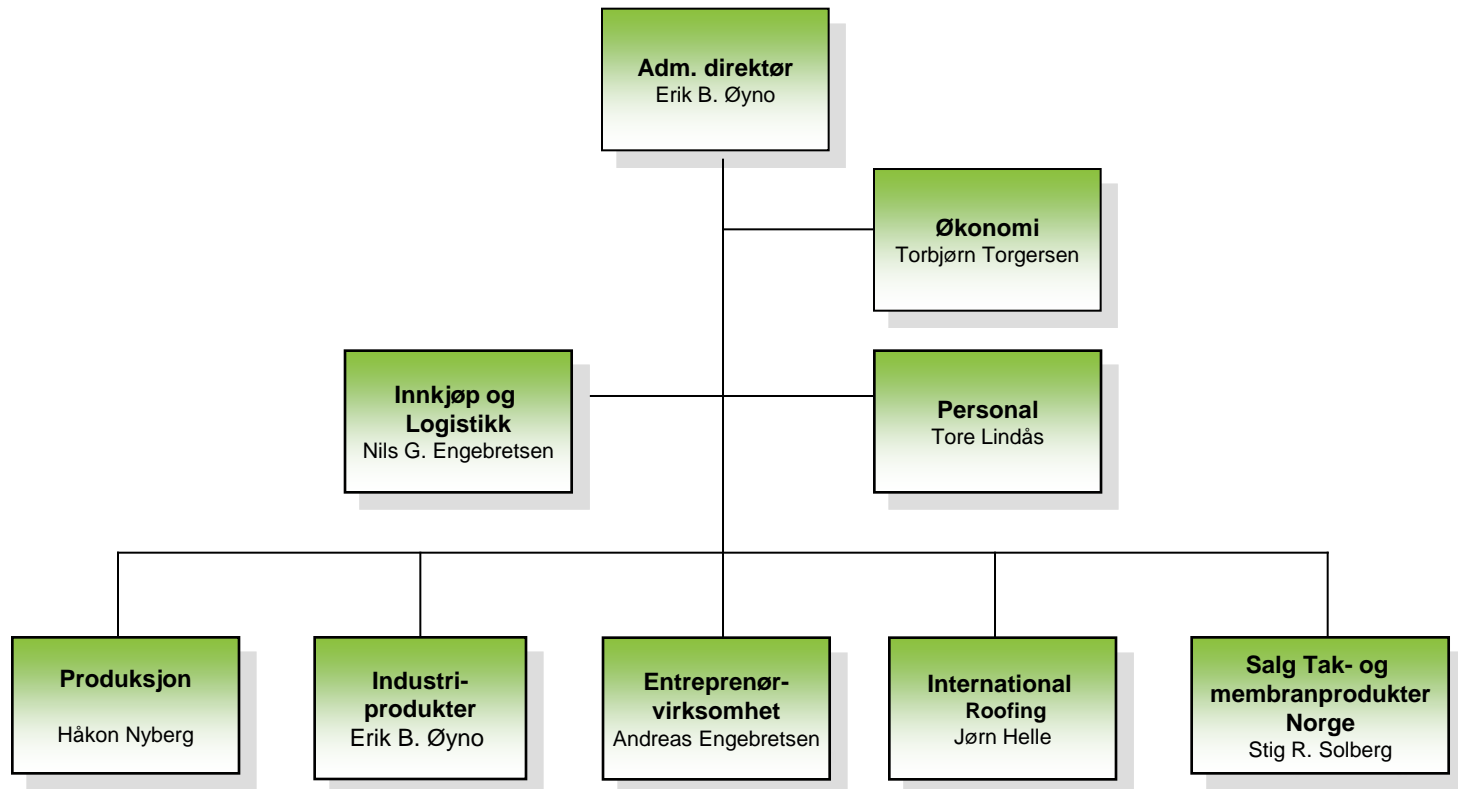 Adm. direktør
Erik B. Øyno
Økonomi
Torbjørn Torgersen
Innkjøp og
Logistikk
Nils G. Engebretsen
Personal
Tore Lindås
Produksjon
Håkon Nyberg
Industri-
produkter
Erik B. Øyno
Entreprenør-
virksomhet
Andreas Engebretsen
International
Roofing
Jørn Helle
Salg Tak- og
membranprodukter
Norge
Stig R. Solberg